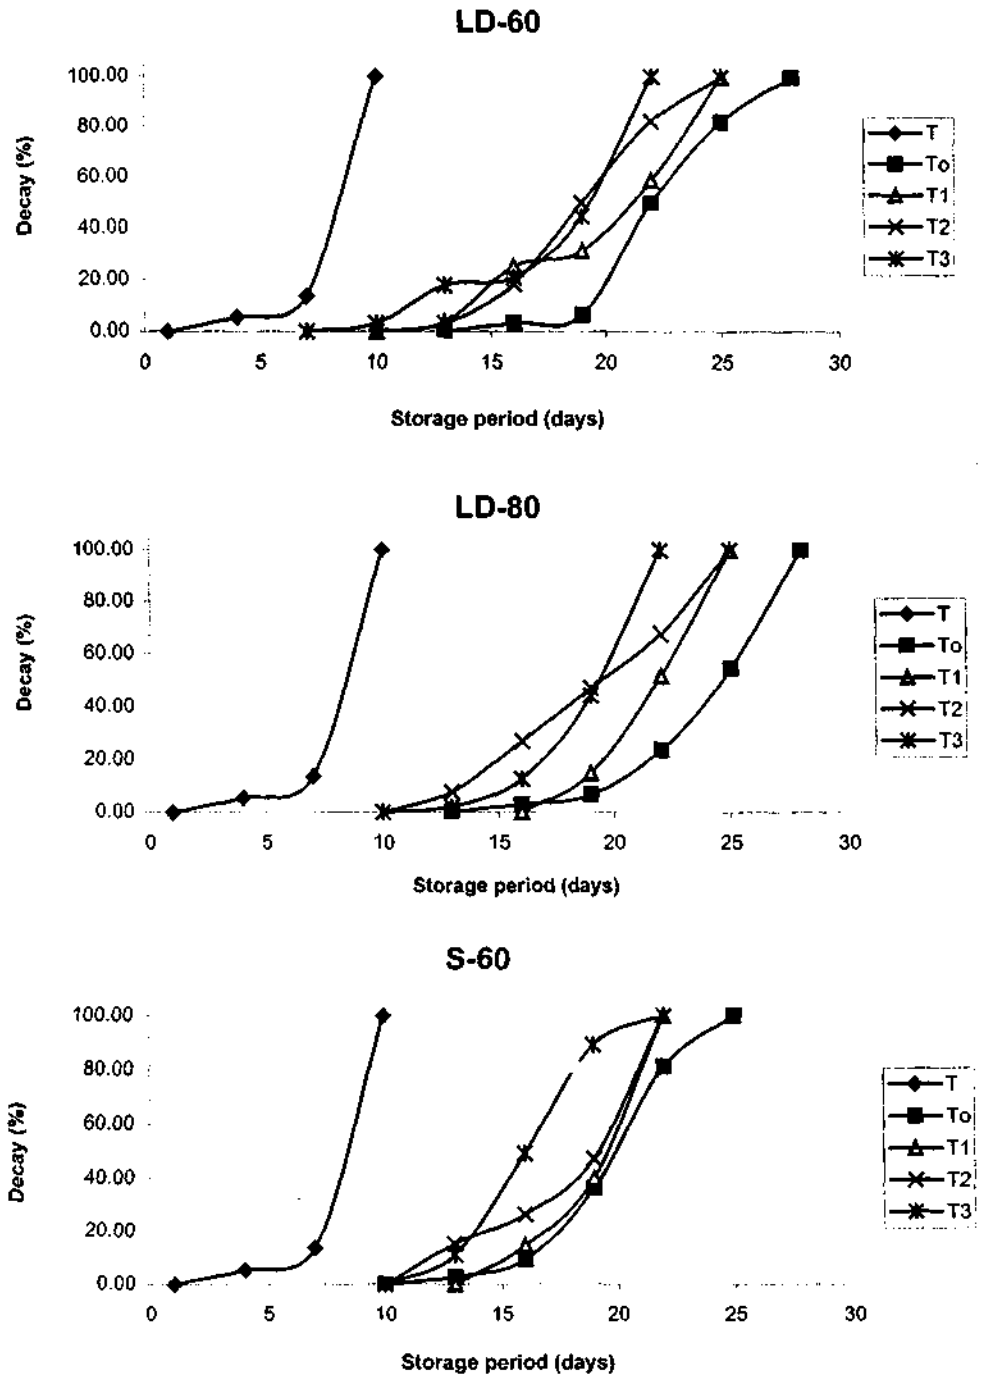 LD-60
100.00
80.00
60.00
40.00
20.00
0.00
0 5 10 15 20 25 30
Decay (%)
Storage period (days)
T
To
T1
T2
T3
LD-80
100.00
80.00
60.00
40.00
20.00
0.00
0 5 10 15 20 25 30
Decay (%)
Storage period (days)
T
To
T1
T2
T3
S-60
100.00
80.00
60.00
40.00
20.00
0.00
0 5 10 15 20 25 30
Decay (%)
Storage period (days)
T
To
T1
T2
T3